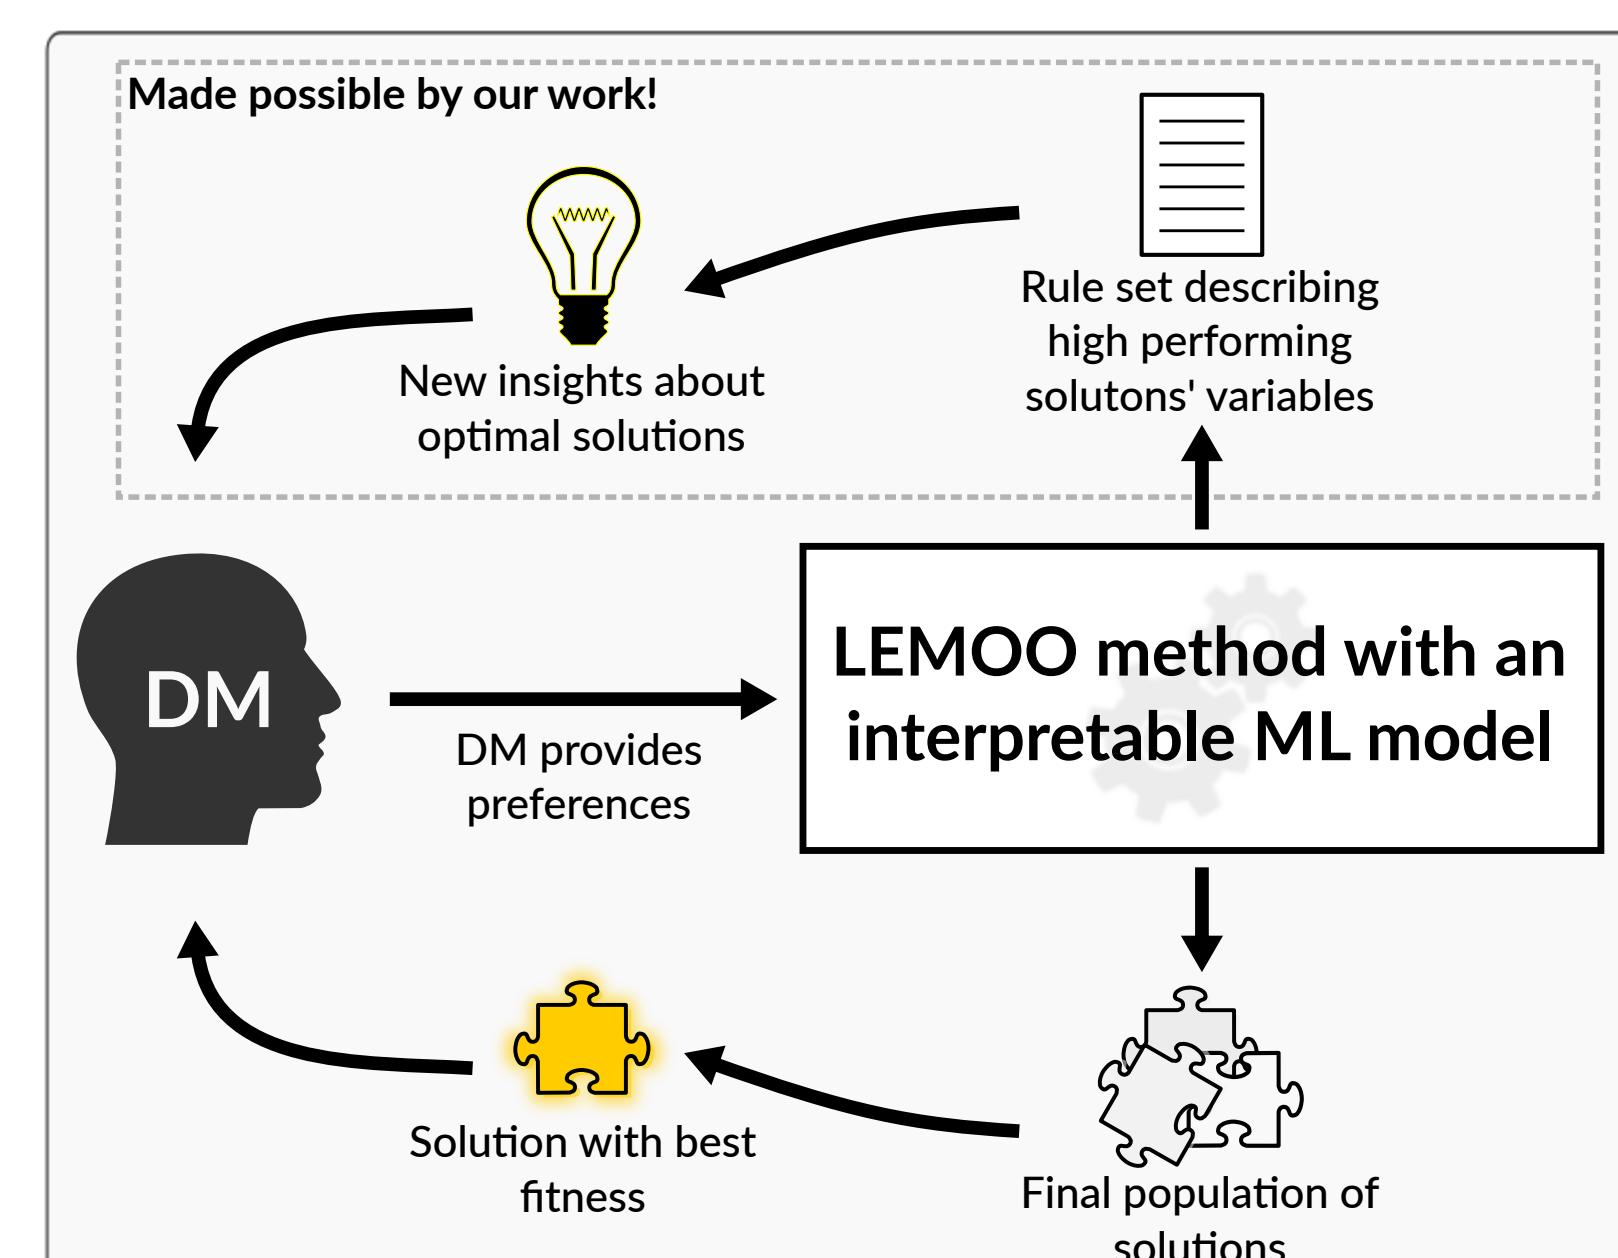 Made possible by our work!
Rule set describing
high performing
solutons' variables
New insights about
optimal solutions
DM
DM provides
preferences
LEMOO method with an
interpretable ML model
Solution with best
fitness
Final population of
solutions